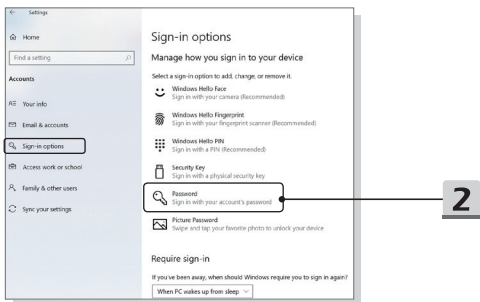 Settings
Home
Find a setting
Accounts
Your info
Email & accounts
Sign-in options
Access work or school
Family & other users
Sync your settings
Sign-in options
Manage how you sign in to your device
Select a sign-in option to add, change, or remove it.
Windows Hello Face
Sign in with your camera (Recommended)
Windows Hello Fingerprint
Sign in with your fingerprint scanner (Recommended)
Windows Hello PIN
Sign in with a PIN (Recommended)
Security Key
Sign in with a physical security key
Password
Sign in with your account's password
Picture Password
Swipe and tap your favorite photo to unlock your device
Require sign-in
If you've been away, when should Windows require you to sign in again?
When PC wakes up from sleep
2